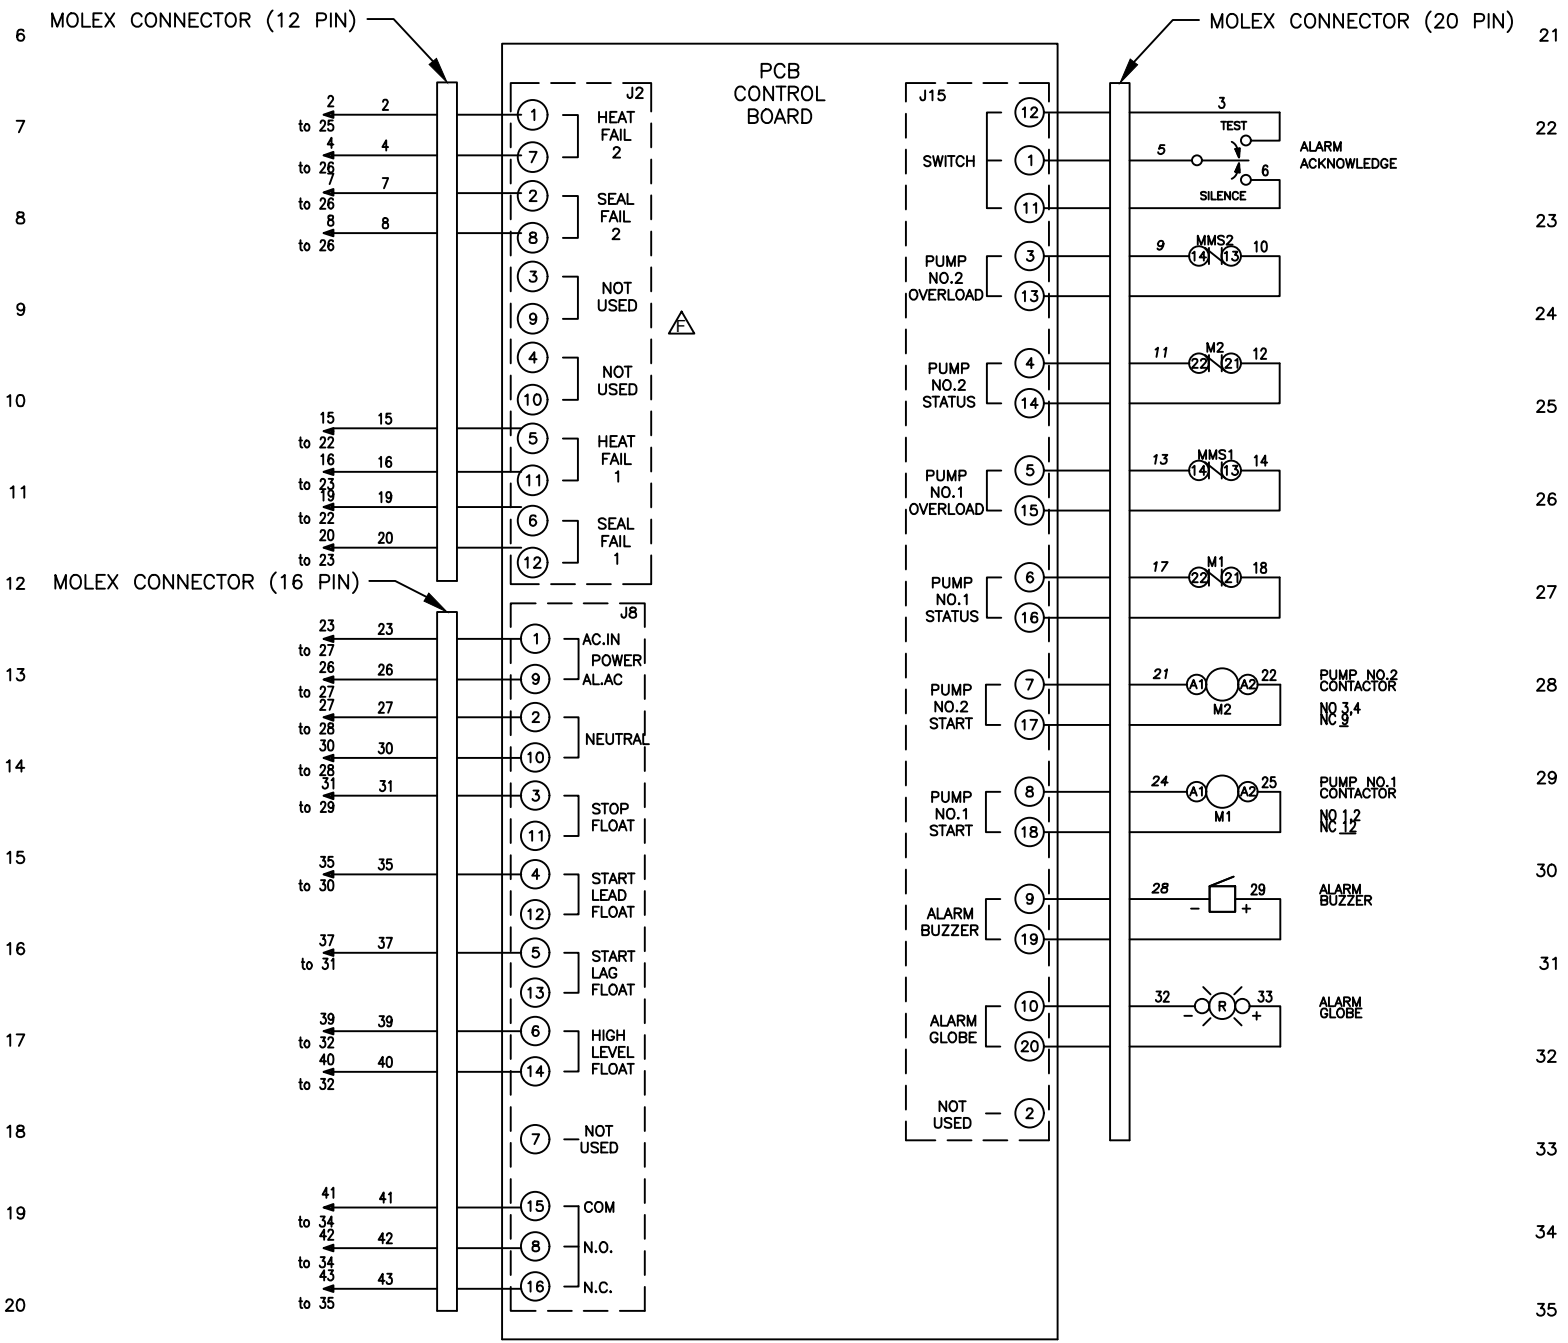 MOLEX CONNECTOR (12 PIN)
MOLEX CONNECTOR (20 PIN)
6
7
8
9
10
11
12
13
14
15
16
17
18
19
20
PCB
CONTROL
BOARD
J2
2
to 25
2
1
HEAT
FAIL
2
4
to 26
4
7
7
to 26
7
2
SEAL
FAIL
2
8
to 26
8
8
3
NOT
USED
9
F
4
NOT
USED
10
15
to 22
15
5
HEAT
FAIL
1
16
to 23
16
11
19
to 22
19
6
SEAL
FAIL
1
20
to 23
20
12
MOLEX CONNECTOR (16 PIN)
J8
23
to 27
23
1
AC.IN
POWER
26
to 27
26
9
AL.AC
27
to 28
27
2
NEUTRAL
30
to 28
30
10
31
to 29
31
3
STOP
FLOAT
11
35
to 30
35
4
START
LEAD
FLOAT
12
37
to 31
37
5
START
LAG
FLOAT
13
39
to 32
39
6
HIGH
LEVEL
FLOAT
40
to 32
40
14
7
NOT
USED
41
to 34
41
15
COM
42
to 34
42
8
N.O.
43
to 35
43
16
N.C.
J15
SWITCH
12
3
TEST
1
5
ALARM
ACKNOWLEDGE
6
SILENCE
11
PUMP
NO.2
OVERLOAD
3
9
MMS2
14 13
10
13
PUMP
NO.2
STATUS
4
11
M2
22 21
12
14
PUMP
NO.1
OVERLOAD
5
13
MMS1
14 13
14
15
PUMP
NO.1
STATUS
6
17
M1
22 21
18
16
PUMP
NO.2
START
7
21
A1 A2
22
M2
17
PUMP NO.2
CONTACTOR
NO 3,4
NC 9
PUMP
NO.1
START
8
24
A1 A2
25
M1
18
PUMP NO.1
CONTACTOR
NO 1,2
NC 12
ALARM
BUZZER
9
28
- +
29
19
ALARM
BUZZER
ALARM
GLOBE
10
32
- R +
33
20
ALARM
GLOBE
NOT
USED
2
21
22
23
24
25
26
27
28
29
30
31
32
33
34
35